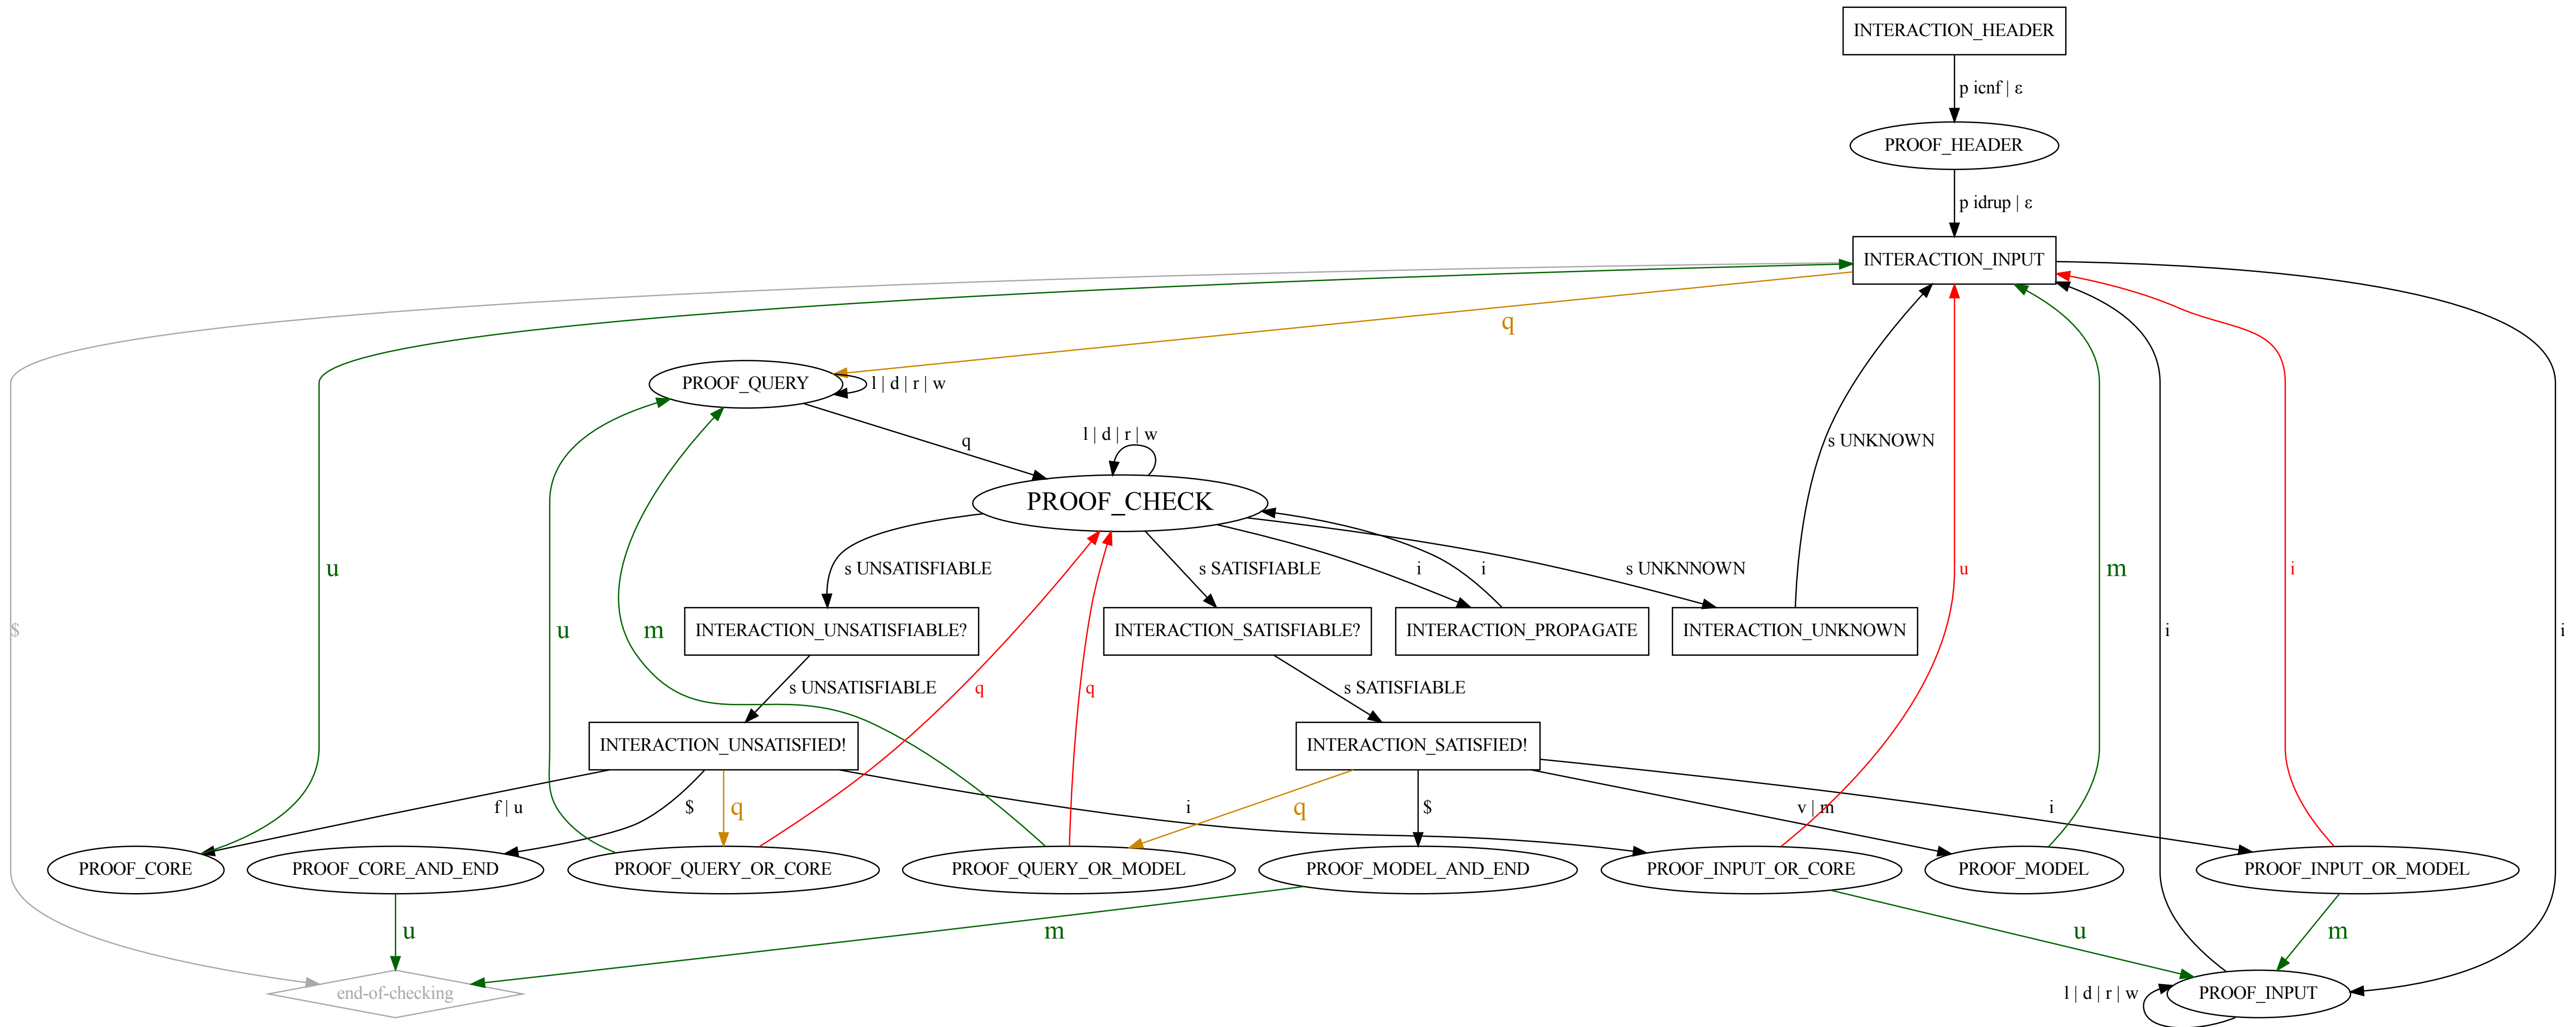 INTERACTION_HEADER
p icnf | ε
PROOF_HEADER
p idrup | ε
INTERACTION_INPUT
q
PROOF_QUERY
l | d | r | w
l | d | r | w
q
s UNKNOWN
PROOF_CHECK
u
s UNSATISFIABLE
s SATISFIABLE
i
i
s UNKNNOWN
u
m
i
$
u
m
INTERACTION_UNSATISFIABLE?
INTERACTION_SATISFIABLE?
INTERACTION_PROPAGATE
INTERACTION_UNKNOWN
i
i
s UNSATISFIABLE
q
q
s SATISFIABLE
INTERACTION_UNSATISFIED!
INTERACTION_SATISFIED!
f | u
$
q
i
q
$
v | m
i
PROOF_CORE
PROOF_CORE_AND_END
PROOF_QUERY_OR_CORE
PROOF_QUERY_OR_MODEL
PROOF_MODEL_AND_END
PROOF_INPUT_OR_CORE
PROOF_MODEL
PROOF_INPUT_OR_MODEL
u
m
u
m
end-of-checking
l | d | r | w
PROOF_INPUT